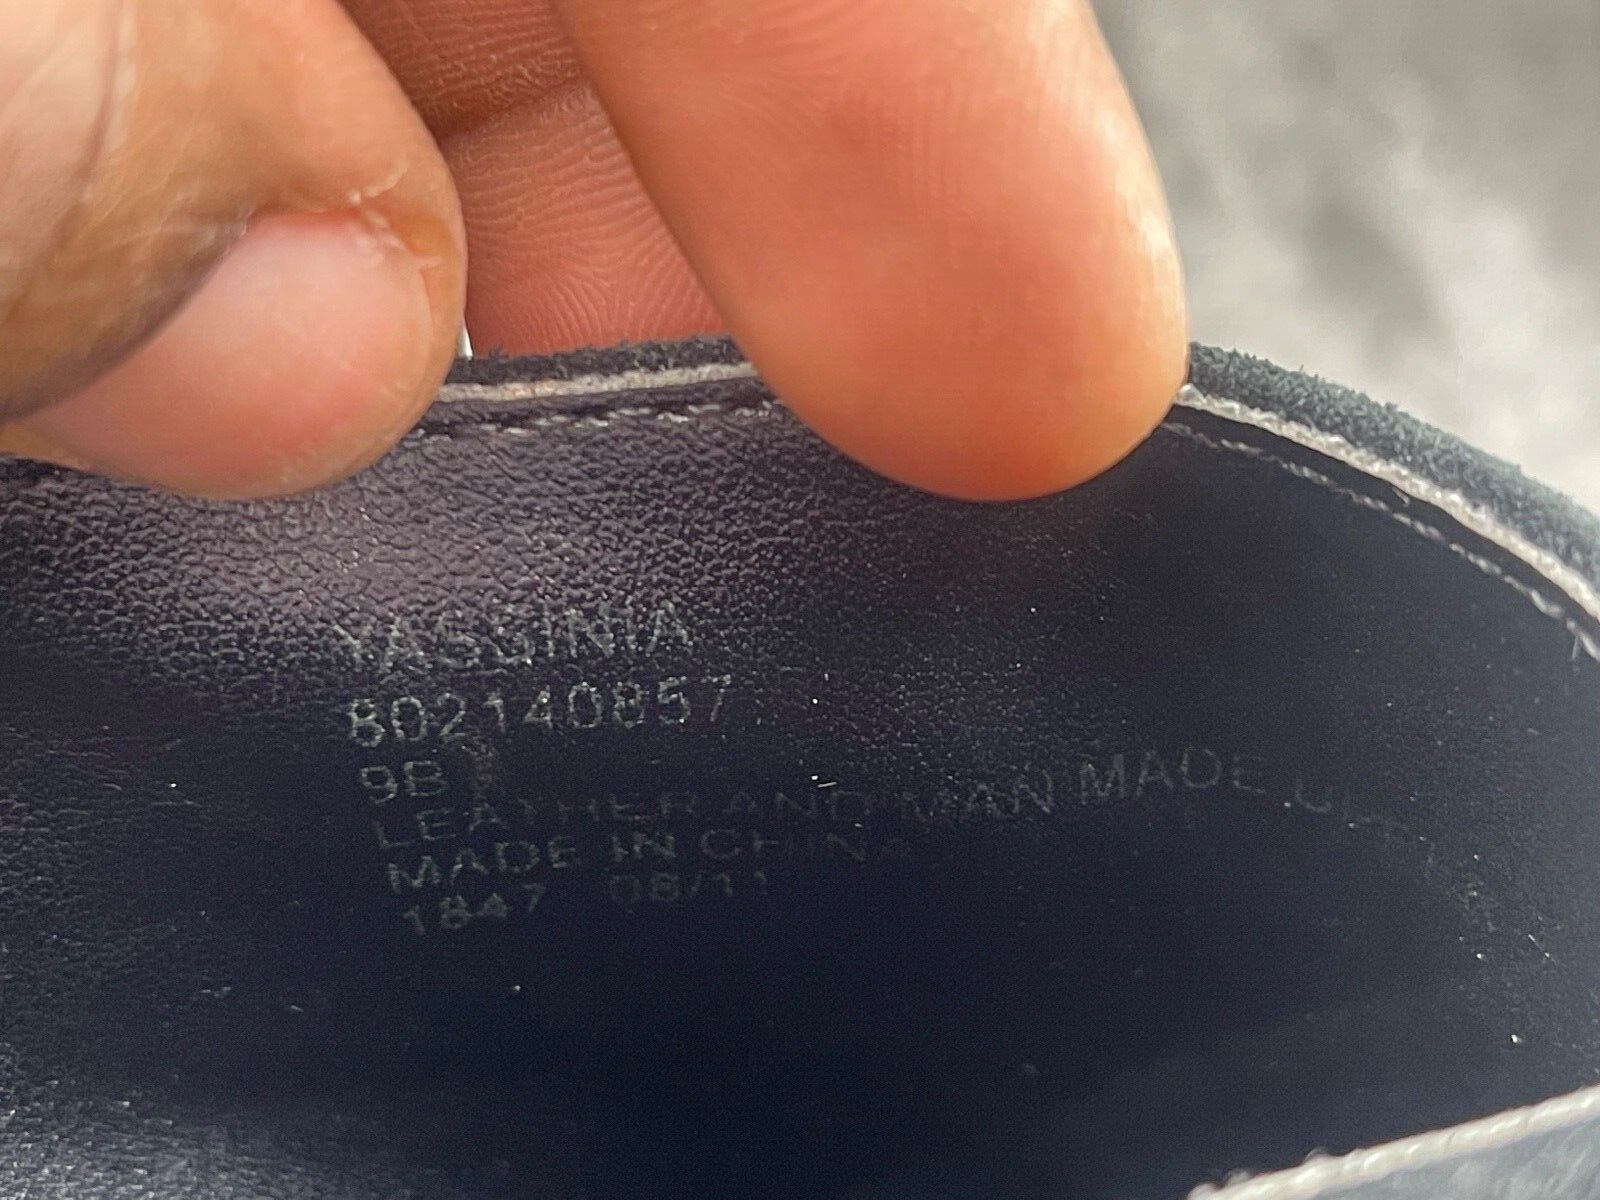 YASSINIA
802140857
9B
LEATHER AND MAN MADE
MADE IN CHINA
1847 08/11